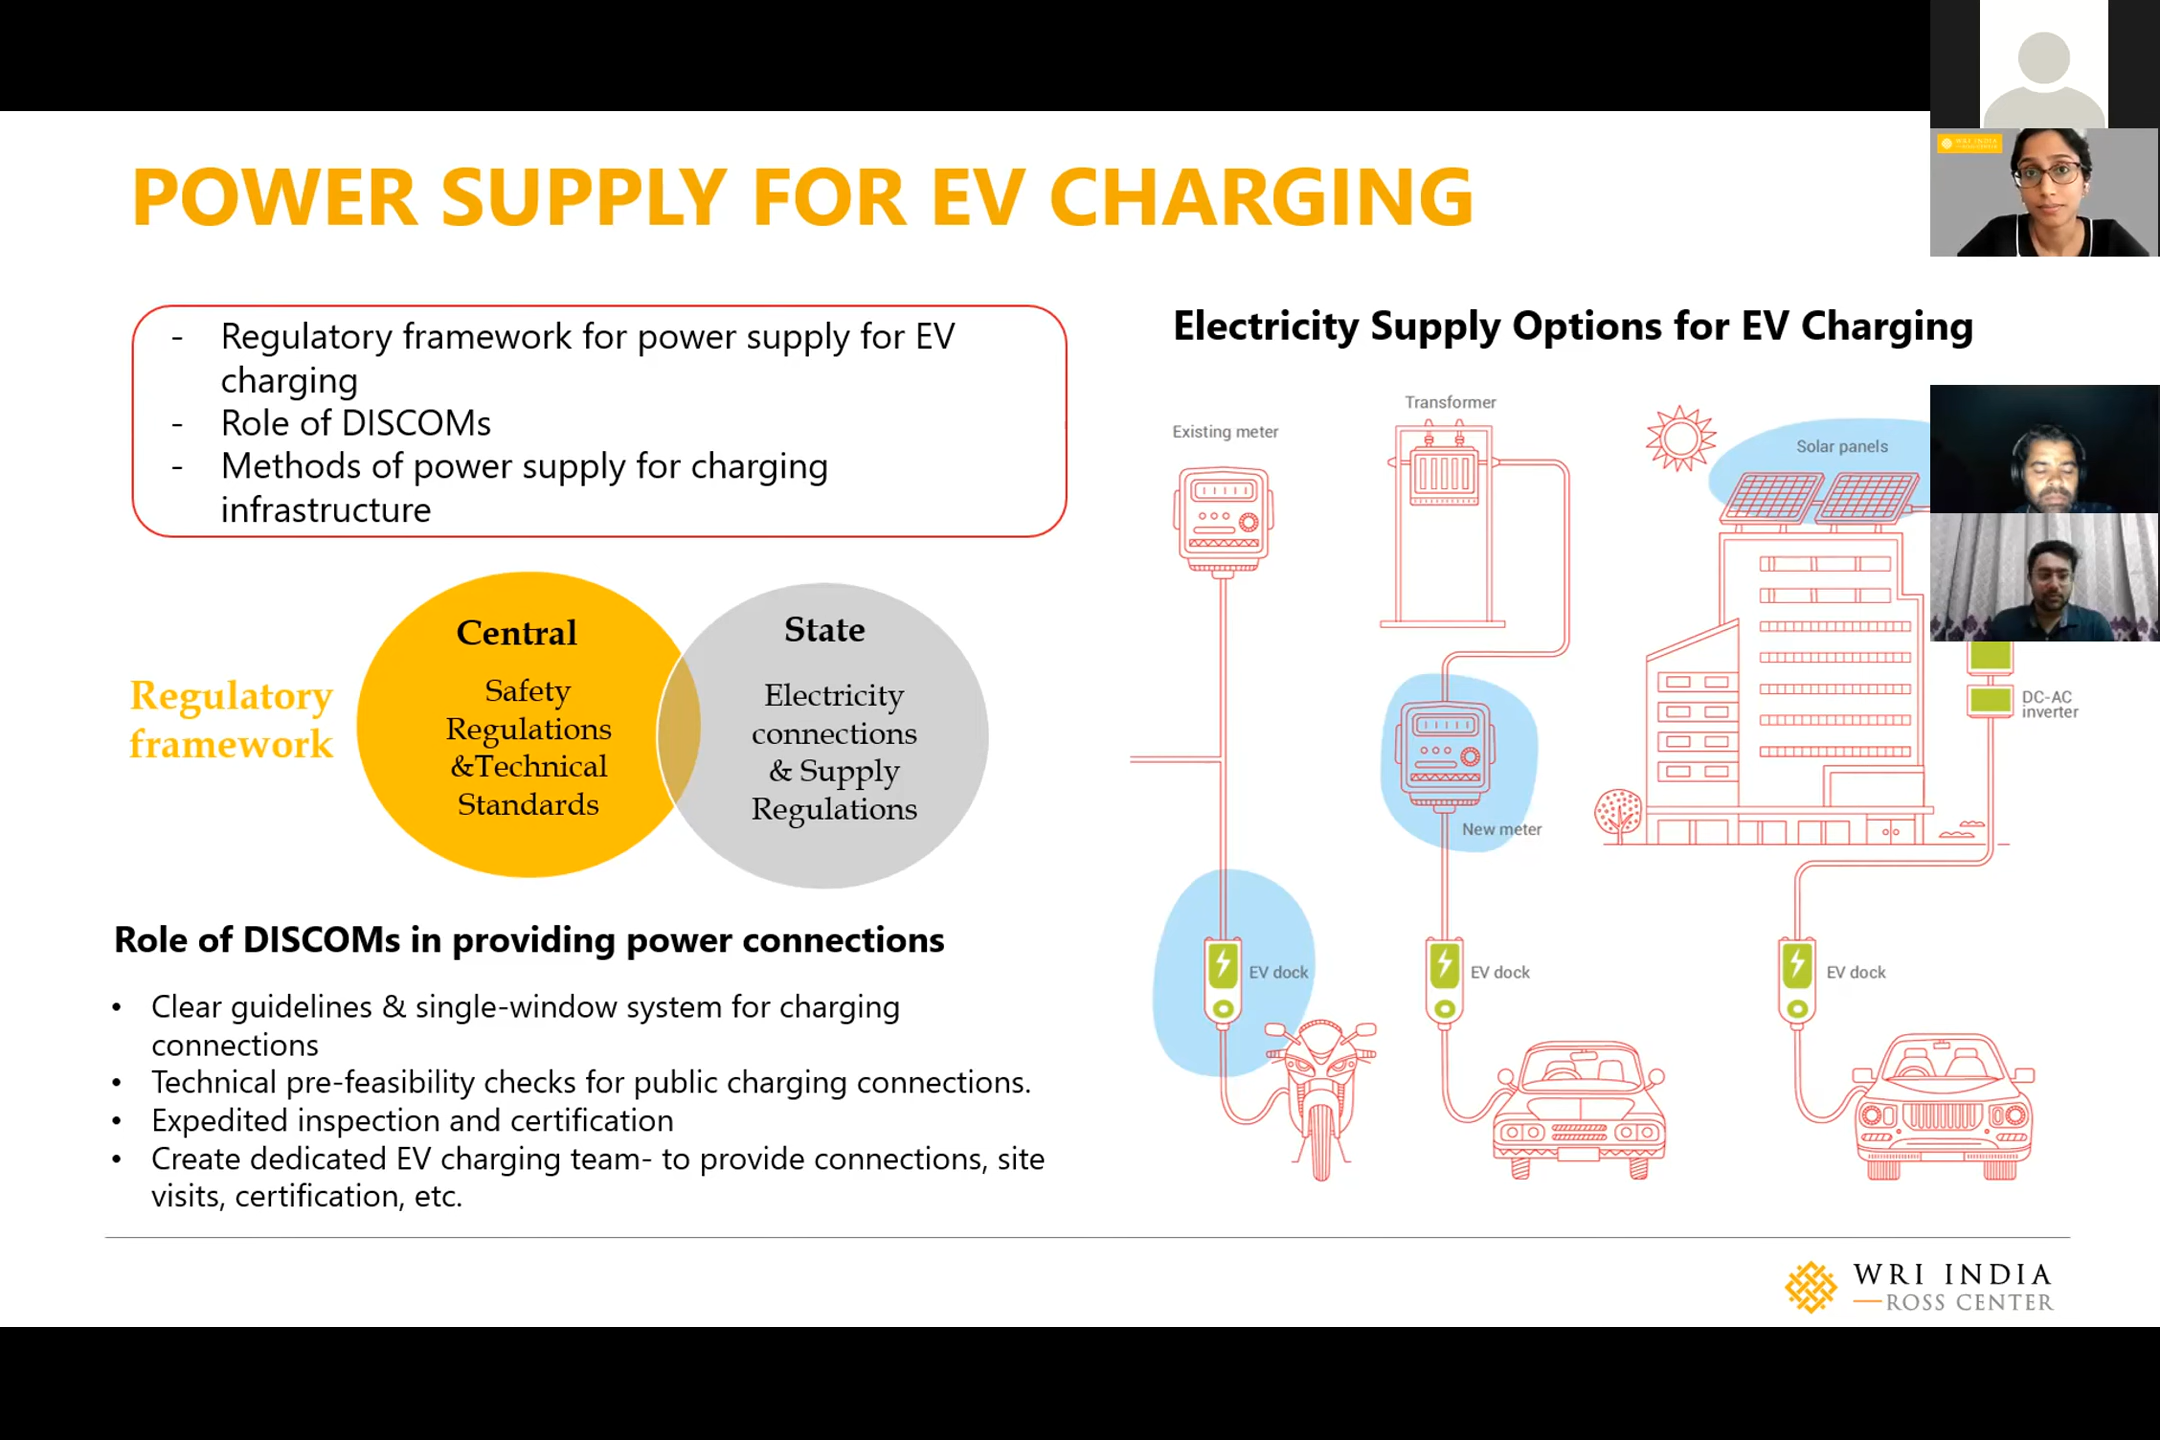 POWER SUPPLY FOR EV CHARGING
- Regulatory framework for power supply for EV
charging
- Role of DISCOMs
- Methods of power supply for charging
infrastructure
Regulatory
framework
Central
Safety
Regulations
&Technical
Standards
State
Electricity
connections
& Supply
Regulations
Role of DISCOMs in providing power connections
• Clear guidelines & single-window system for charging
connections
• Technical pre-feasibility checks for public charging connections.
• Expedited inspection and certification
• Create dedicated EV charging team- to provide connections, site
visits, certification, etc.
Electricity Supply Options for EV Charging
Existing meter
Transformer
Solar panels
DC-AC
inverter
New meter
EV dock
EV dock
EV dock
WRI INDIA
ROSS CENTER
WRI INDIA